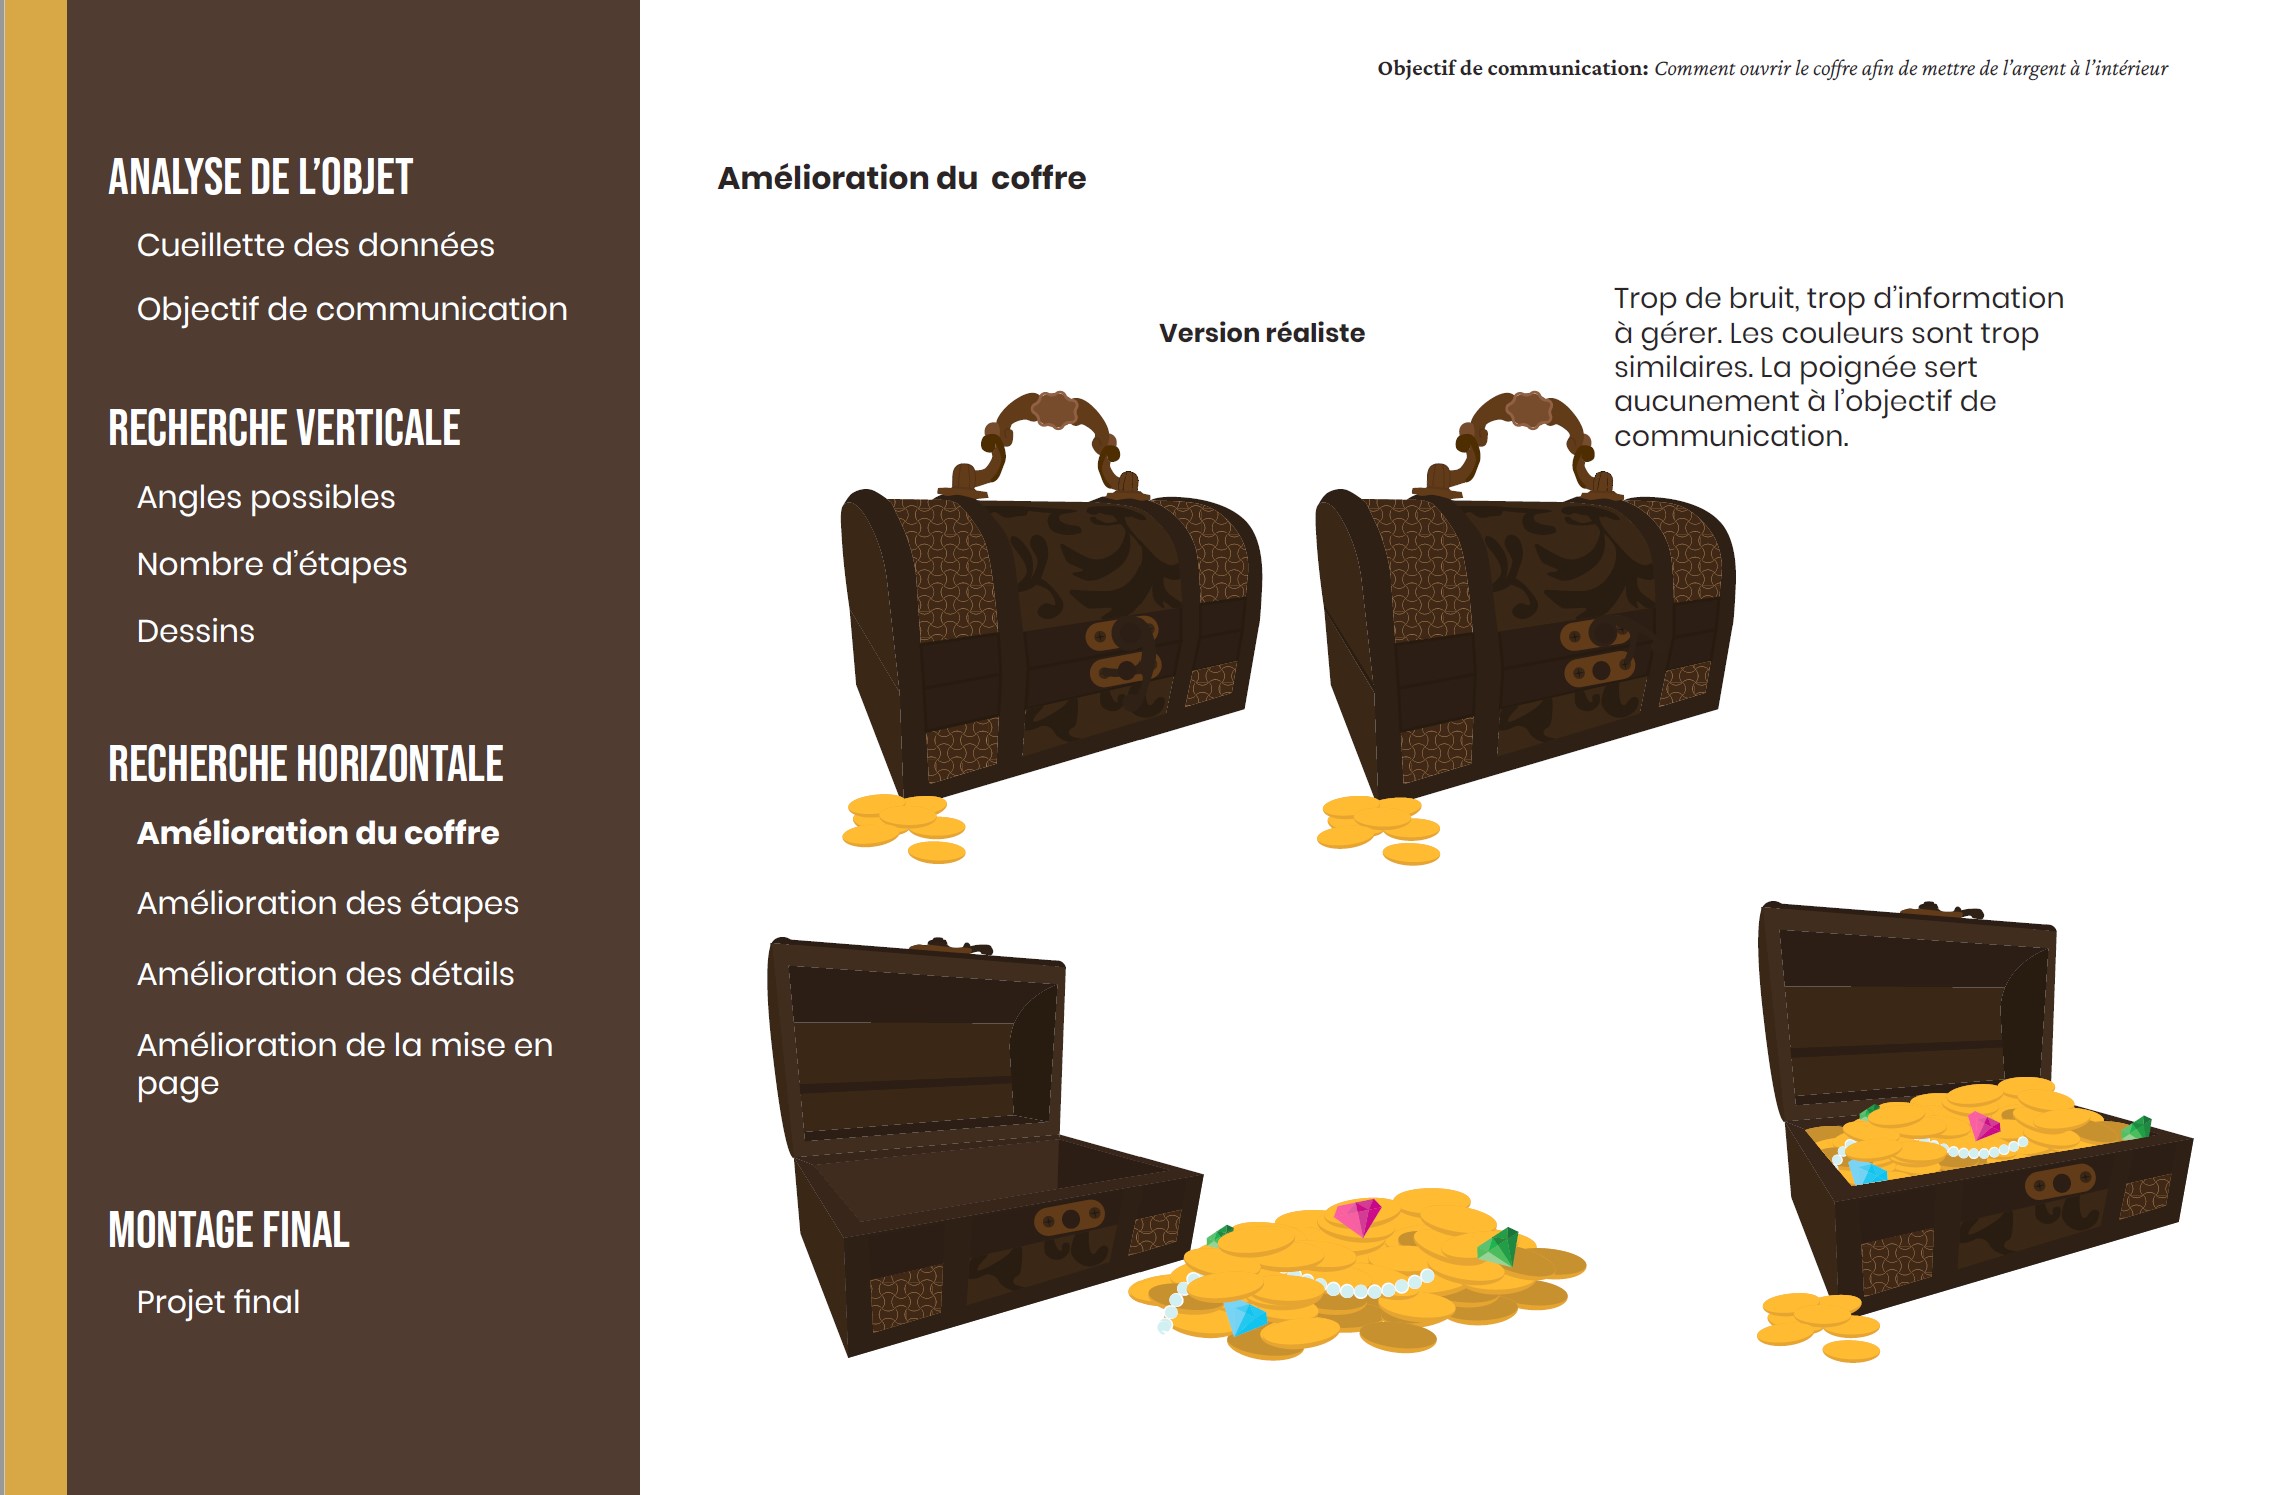 ANALYSE DE L’OBJET
Cueillette des données
Objectif de communication
RECHERCHE VERTICALE
Angles possibles
Nombre d’étapes
Dessins
RECHERCHE HORIZONTALE
Amélioration du coffre
Amélioration des étapes
Amélioration des détails
Amélioration de la mise en
page
MONTAGE FINAL
Projet final
Objectif de communication: Comment ouvrir le coffre afin de mettre de l’argent à l’intérieur
Amélioration du coffre
Version réaliste
Trop de bruit, trop d’information
à gérer. Les couleurs sont trop
similaires. La poignée sert
aucunement à l’objectif de
communication.